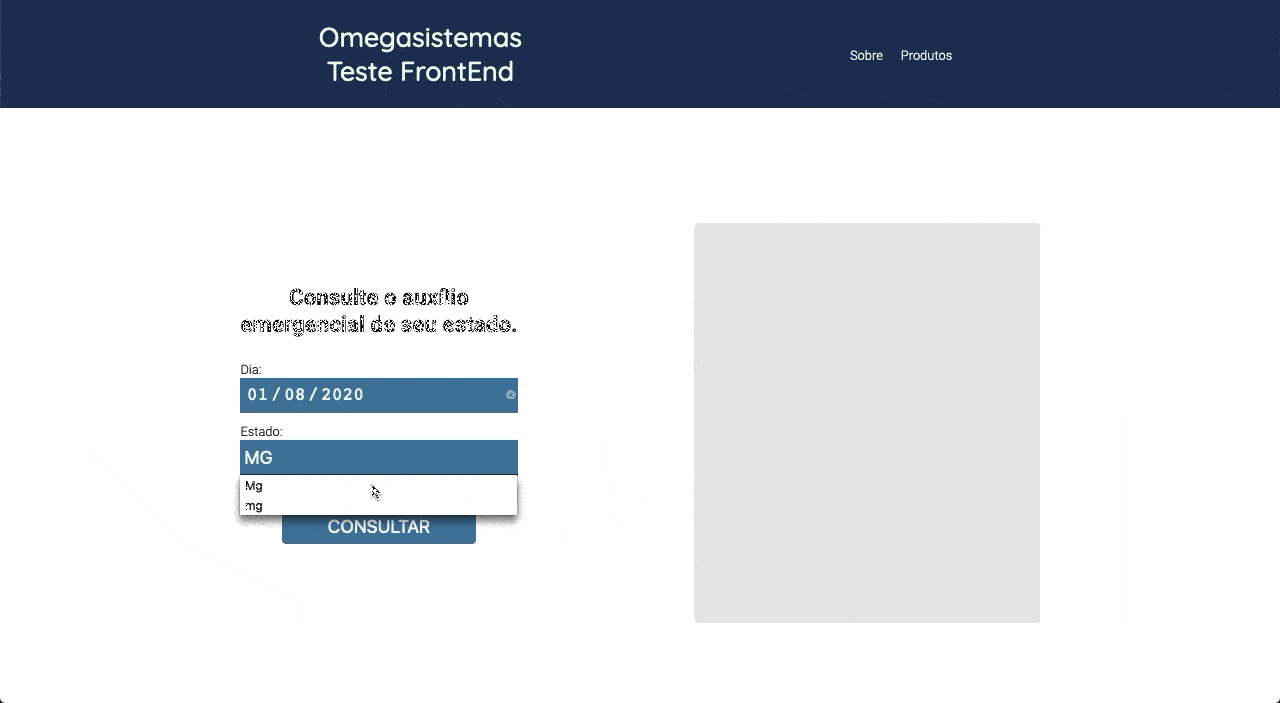 Omegasistemas
Teste FrontEnd
Sobre Produtos
Consulte o auxílio
emergencial do seu estado.
Dia:
01/08/2020
Estado:
MG
Mg
mg
CONSULTAR